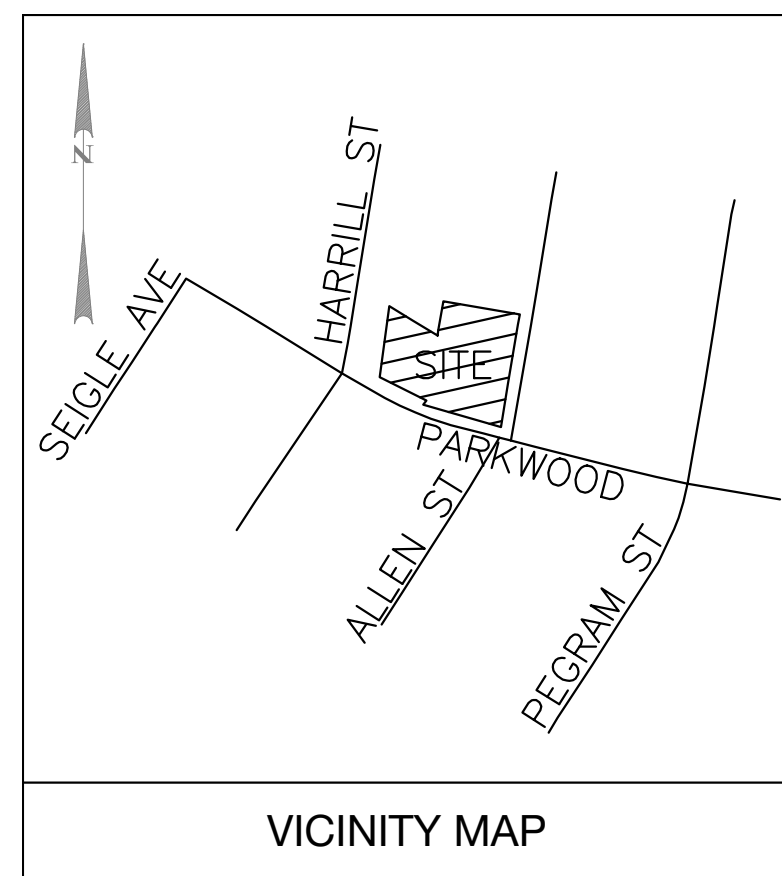 N
HARRILL ST
SEIGLE AVE
SITE
PARKWOOD
ALLEN ST
PEGRAM ST
VICINITY MAP